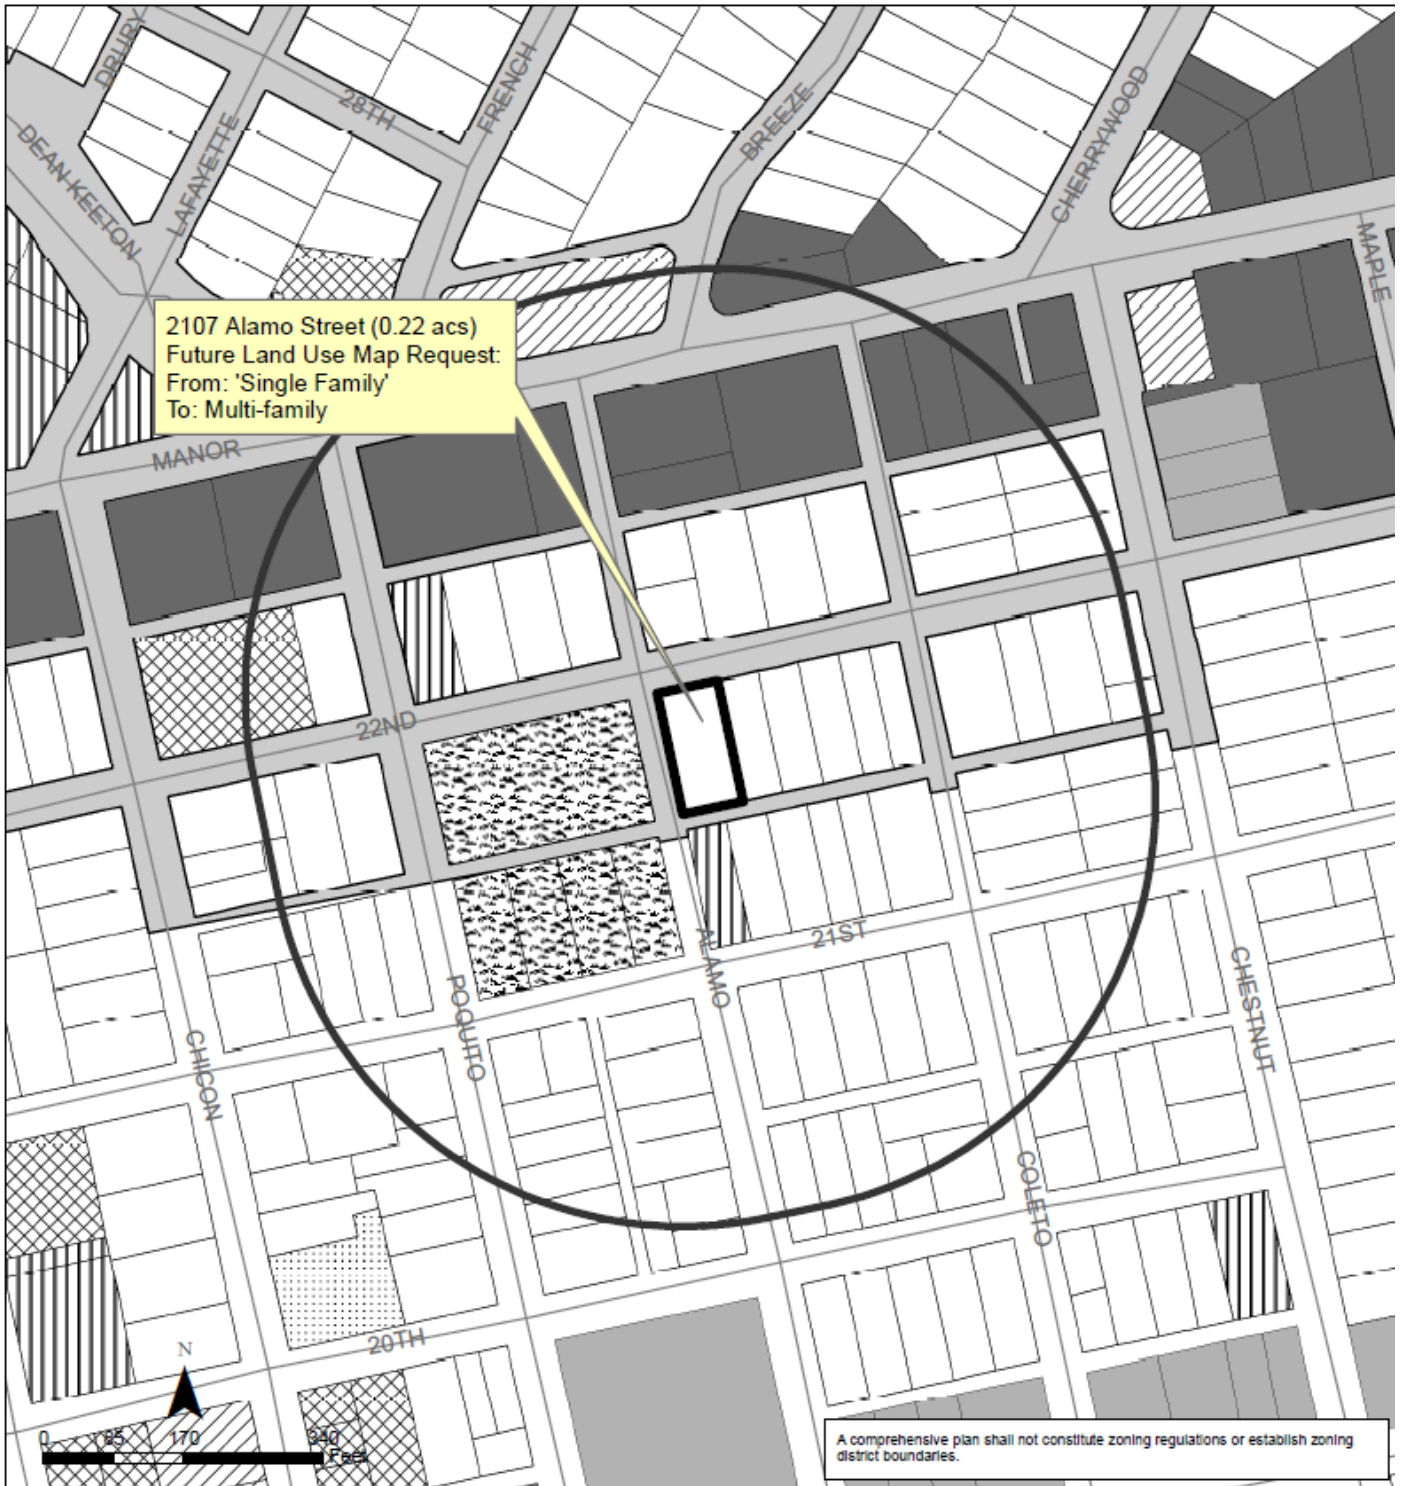 DRURY
28TH
FRENCH
BREEZE
CHERRYWOOD
DEAN KEETON
LAFAYETTE
MAPLE
2107 Alamo Street (0.22 acs)
Future Land Use Map Request:
From: 'Single Family'
To: Multi-family
MANOR
22ND
21ST
ALAMO
POQUITO
CHICON
CHESTNUT
COLETO
20TH
N
0 85 170 340
Feet
A comprehensive plan shall not constitute zoning regulations or establish zoning
district boundaries.